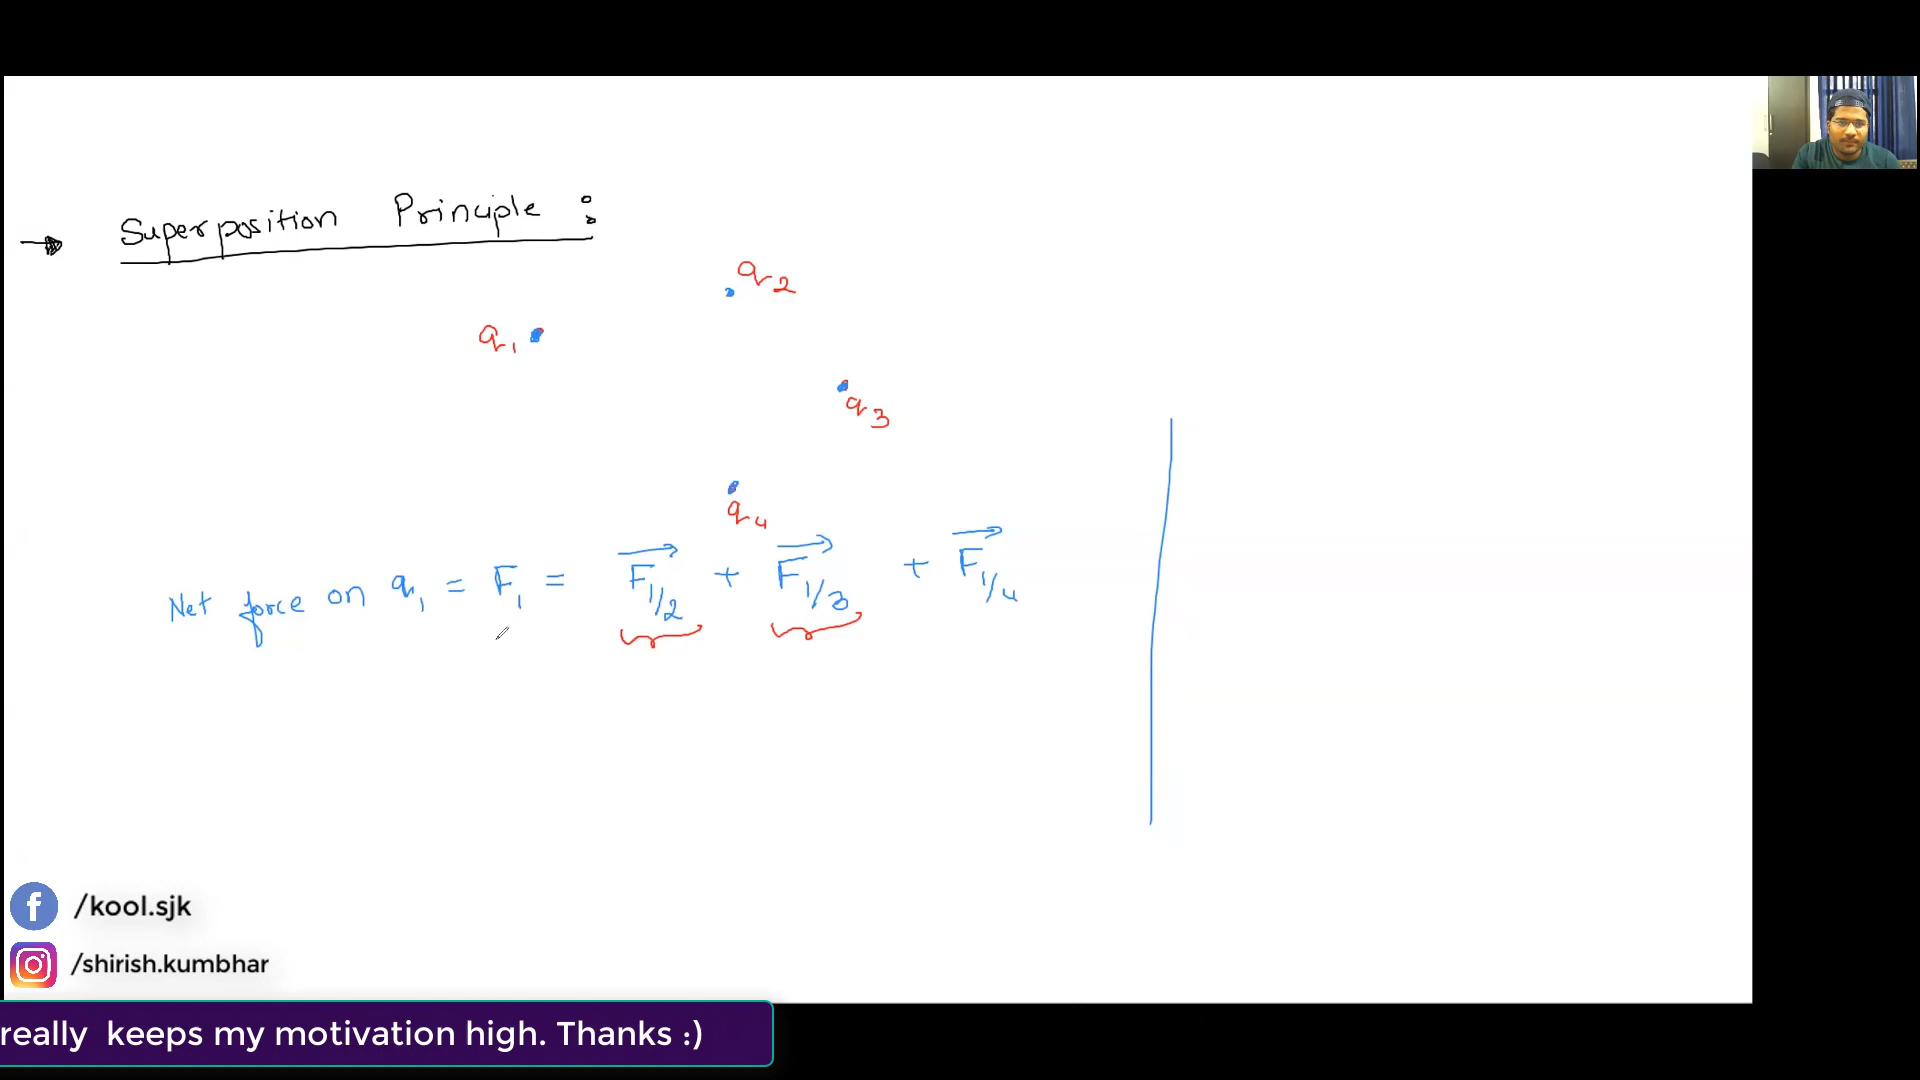 Superposition Principle :
q2
q1
q3
q4
Net force on q1 = F1 = F1/2 + F1/3 + F1/4
/kool.sjk
/shirish.kumbhar
really keeps my motivation high. Thanks :)